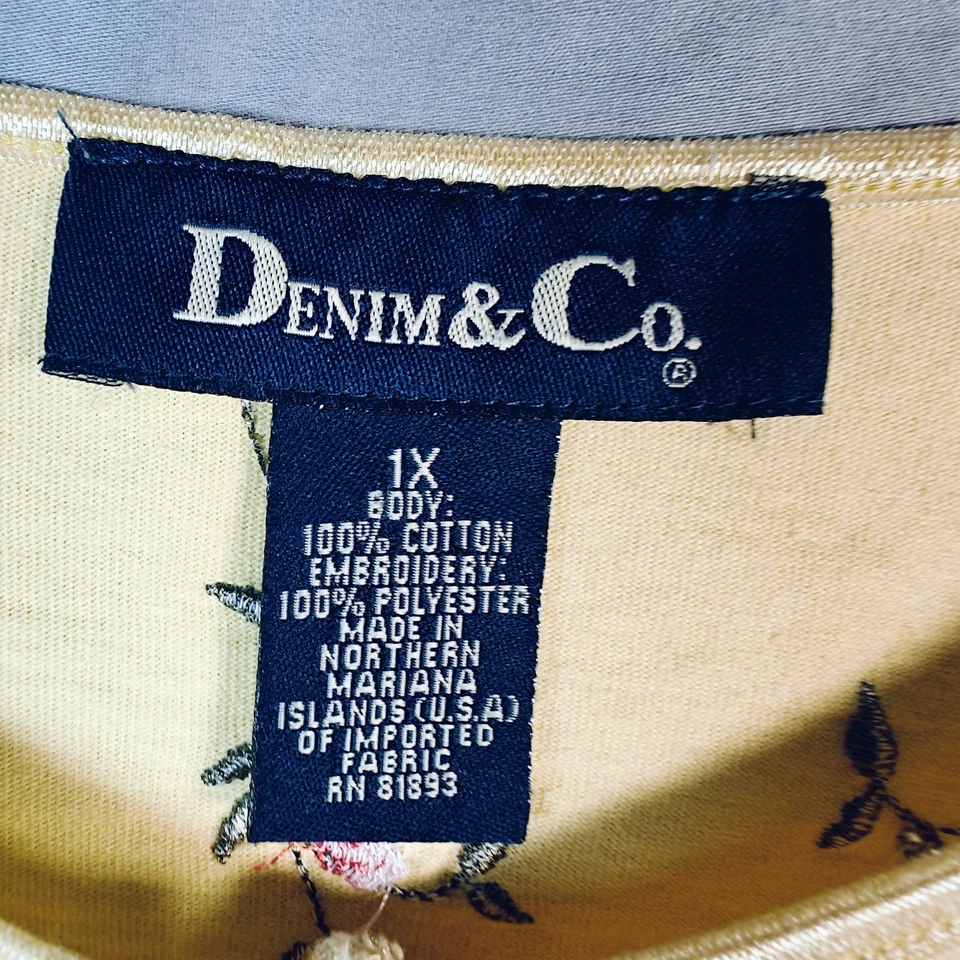 DENIM & CO.®
1X
BODY:
100% COTTON
EMBROIDERY:
100% POLYESTER
MADE IN
NORTHERN
MARIANA
ISLANDS (U.S.A)
OF IMPORTED
FABRIC
RN 81893